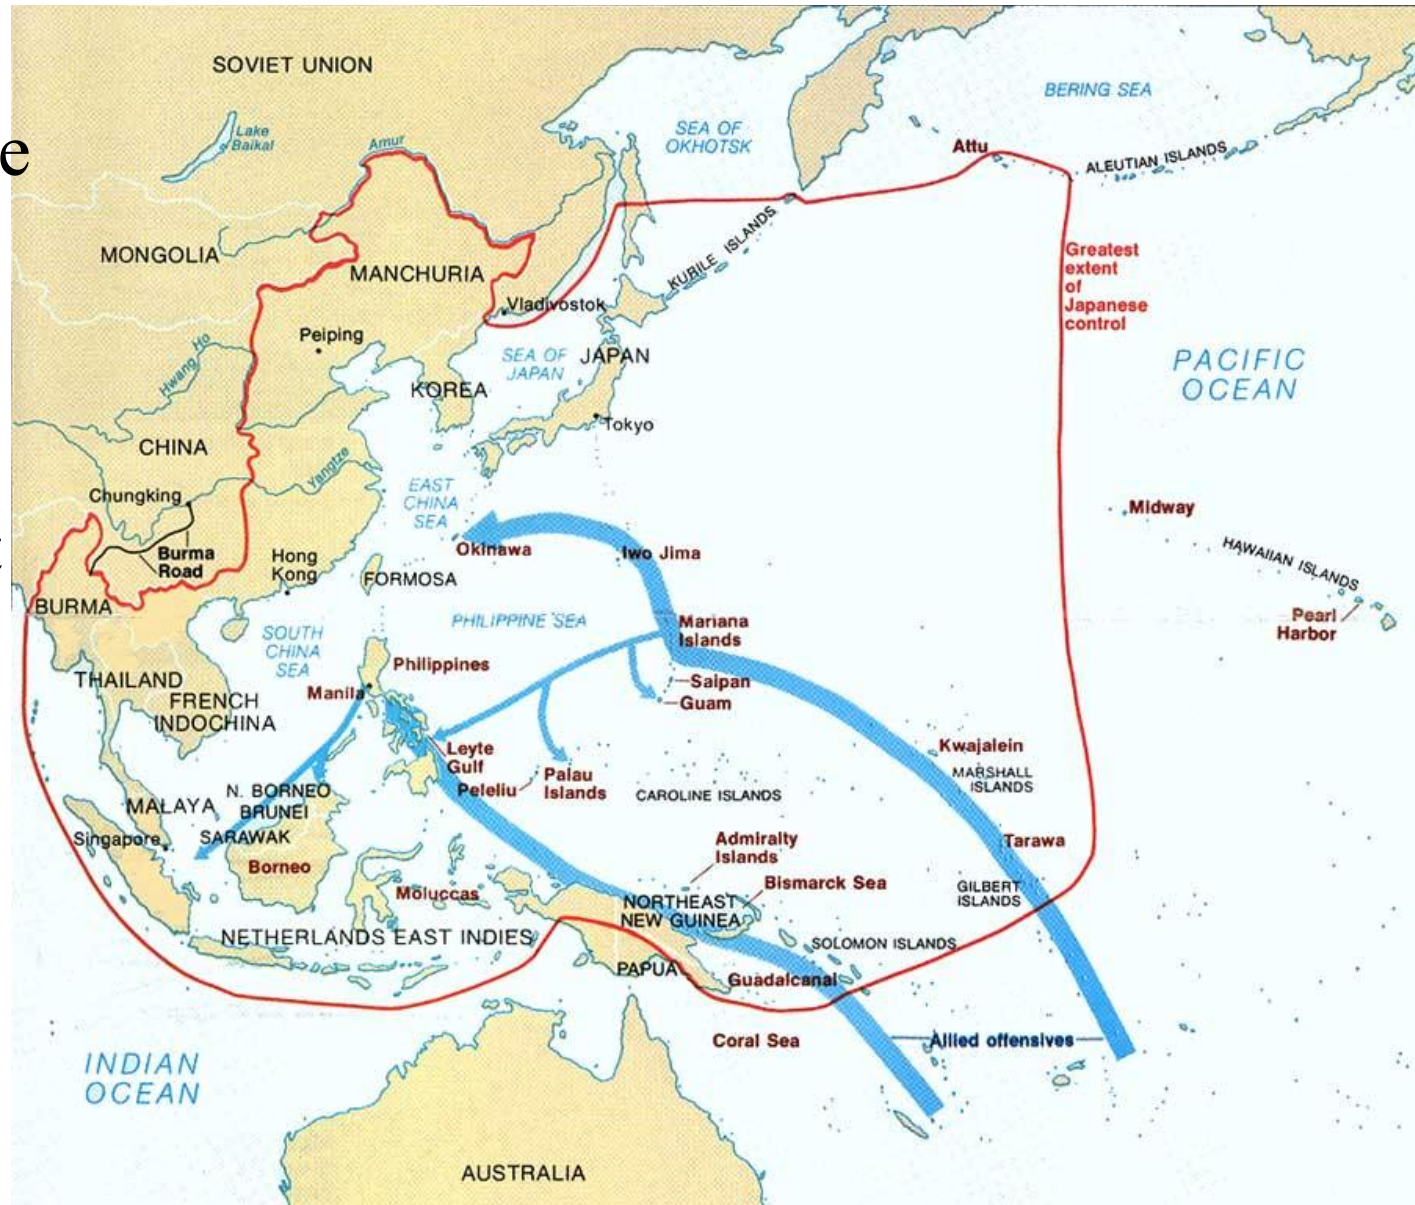 SOVIET UNION
Lake
Baikal
Amur
SEA OF
OKHOTSK
BERING SEA
Attu
ALEUTIAN ISLANDS
e
MONGOLIA
MANCHURIA
KURILE ISLANDS
Greatest
extent
of
Japanese
control
Vladivostok
Peiping
Hwang Ho
SEA OF
JAPAN
JAPAN
KOREA
PACIFIC
OCEAN
Tokyo
CHINA
Yangtze
Chungking
EAST
CHINA
SEA
Midway
Burma
Road
Hong
Kong
Okinawa
Iwo Jima
HAWAIIAN ISLANDS
FORMOSA
BURMA
PHILIPPINE SEA
Mariana
Islands
Pearl
Harbor
SOUTH
CHINA
SEA
Philippines
THAILAND
Manila
Saipan
Guam
FRENCH
INDOCHINA
Leyte
Gulf
Kwajalein
MARSHALL
ISLANDS
Peleliu
Palau
Islands
CAROLINE ISLANDS
N. BORNEO
BRUNEI
MALAYA
SARAWAK
Singapore
Borneo
Admiralty
Islands
Tarawa
Bismarck Sea
GILBERT
ISLANDS
Moluccas
NORTHEAST
NEW GUINEA
NETHERLANDS EAST INDIES
SOLOMON ISLANDS
PAPUA
Guadalcanal
Coral Sea
Allied offensives
INDIAN
OCEAN
AUSTRALIA